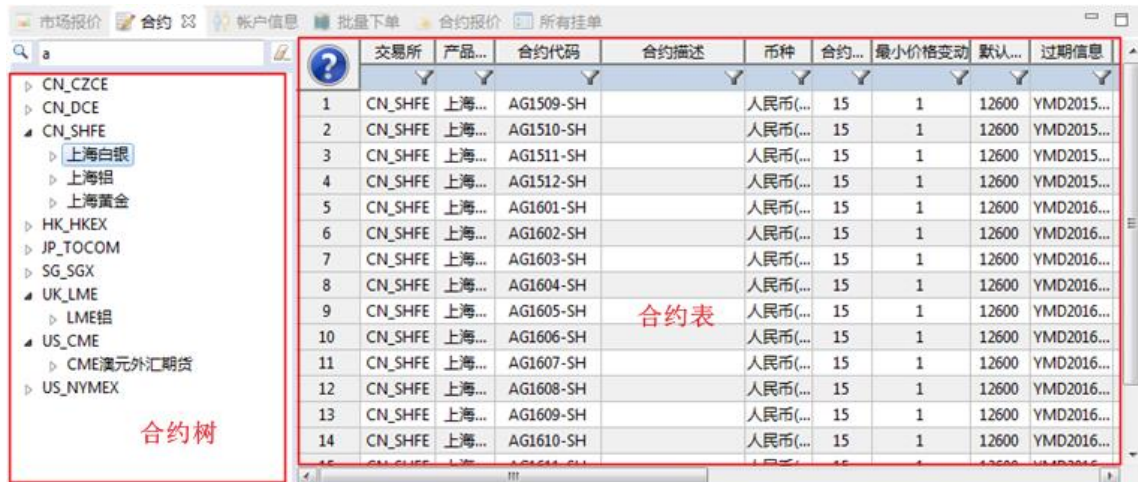 市场报价 合约 帐户信息 批量下单 合约报价 所有挂单
a
CN_CZCE
CN_DCE
CN_SHFE
上海白银
上海铝
上海黄金
HK_HKEX
JP_TOCOM
SG_SGX
UK_LME
LME铝
US_CME
CME澳元外汇期货
US_NYMEX
合约树
交易所 产品... 合约代码 合约描述 币种 合约... 最小价格变动 默认... 过期信息
1 CN_SHFE 上海... AG1509-SH 人民币(... 15 1 12600 YMD2015...
2 CN_SHFE 上海... AG1510-SH 人民币(... 15 1 12600 YMD2015...
3 CN_SHFE 上海... AG1511-SH 人民币(... 15 1 12600 YMD2015...
4 CN_SHFE 上海... AG1512-SH 人民币(... 15 1 12600 YMD2015...
5 CN_SHFE 上海... AG1601-SH 人民币(... 15 1 12600 YMD2016...
6 CN_SHFE 上海... AG1602-SH 人民币(... 15 1 12600 YMD2016...
7 CN_SHFE 上海... AG1603-SH 人民币(... 15 1 12600 YMD2016...
8 CN_SHFE 上海... AG1604-SH 人民币(... 15 1 12600 YMD2016...
9 CN_SHFE 上海... AG1605-SH 人民币(... 15 1 12600 YMD2016...
合约表
10 CN_SHFE 上海... AG1606-SH 人民币(... 15 1 12600 YMD2016...
11 CN_SHFE 上海... AG1607-SH 人民币(... 15 1 12600 YMD2016...
12 CN_SHFE 上海... AG1608-SH 人民币(... 15 1 12600 YMD2016...
13 CN_SHFE 上海... AG1609-SH 人民币(... 15 1 12600 YMD2016...
14 CN_SHFE 上海... AG1610-SH 人民币(... 15 1 12600 YMD2016...